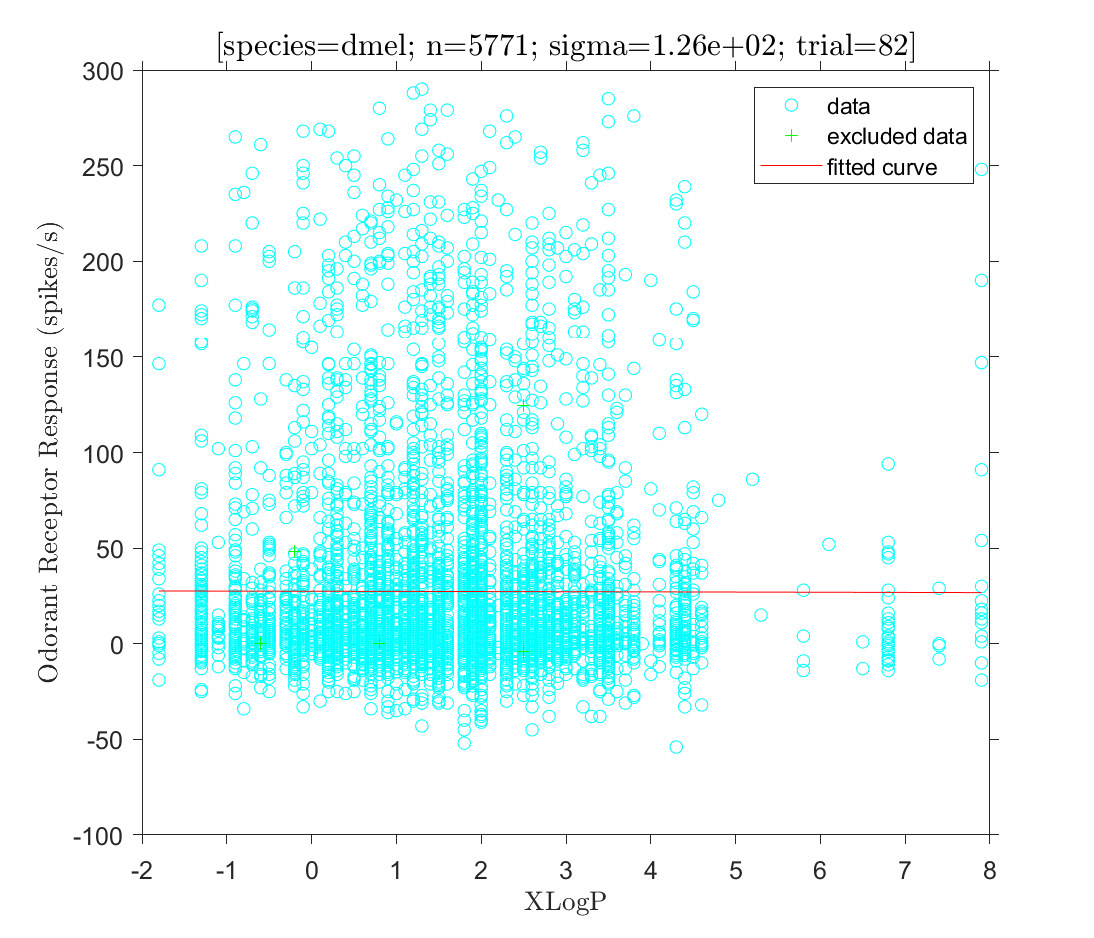 [species=dmel; n=5771; sigma=1.26e+02; trial=82]
300
250
200
150
100
50
0
-50
-100
Odorant Receptor Response (spikes/s)
data
excluded data
fitted curve
-2 -1 0 1 2 3 4 5 6 7 8
XLogP